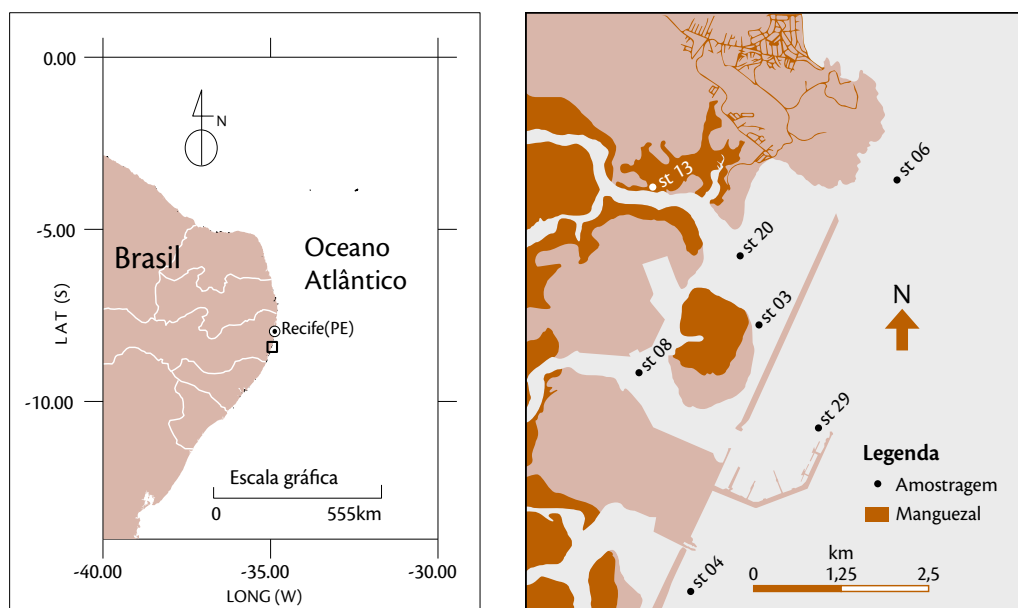 0.00
N
-5.00
Brasil
Oceano
Atlântico
LAT (S)
Recife(PE)
-10.00
Escala gráfica
0 555km
-40.00 -35.00 -30.00
LONG (W)
st 06
st 13
st 20
N
st 03
st 08
st 29
Legenda
Amostragem
Manguezal
km
0 1,25 2,5
st 04